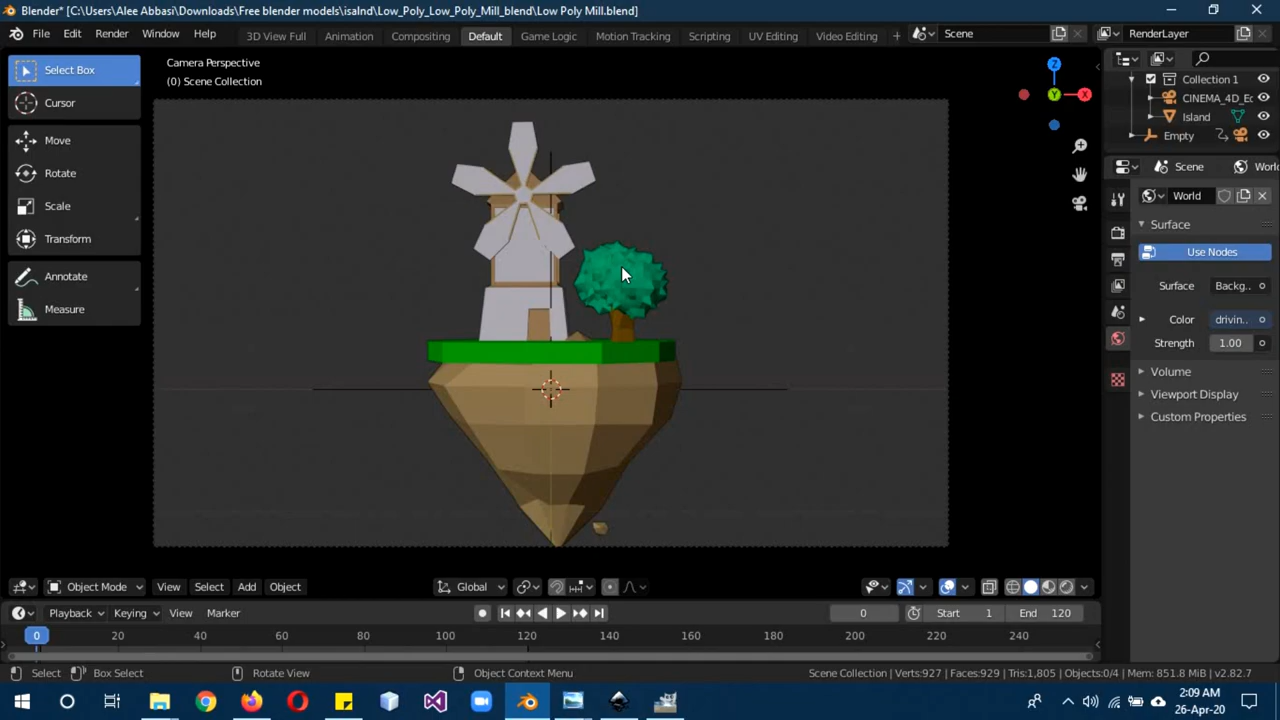 Blender* [C:\Users\Alee Abbasi\Downloads\Free blender models\isalnd\Low_Poly_Low_Poly_Mill_blend\Low Poly Mill.blend]
File Edit Render Window Help
3D View Full Animation Compositing Default Game Logic Motion Tracking Scripting UV Editing Video Editing + Scene RenderLayer
Select Box
Cursor
Move
Rotate
Scale
Transform
Annotate
Measure
Camera Perspective
(0) Scene Collection
Z
Y
X
Collection 1
CINEMA_4D_Ec
Island
Empty
Scene Worl
World
Surface
Use Nodes
Surface Backg..
Color drivin..
Strength 1.00
Volume
Viewport Display
Custom Properties
Object Mode View Select Add Object Global
Playback Keying View Marker 0 Start 1 End 120
0 20 40 60 80 100 120 140 160 180 200 220 240
Select Box Select Rotate View Object Context Menu Scene Collection | Verts:927 | Faces:929 | Tris:1,805 | Objects:0/4 | Mem: 851.8 MiB | v2.82.7
2:09 AM
26-Apr-20